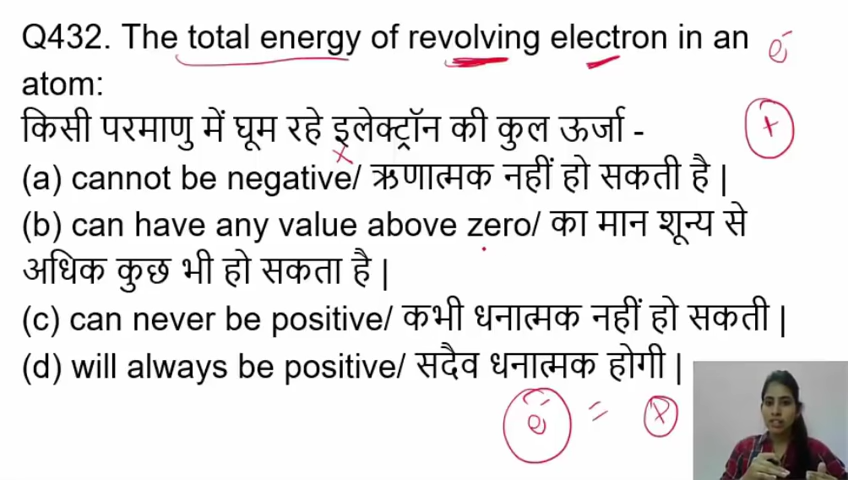 Q432. The total energy of revolving electron in an
atom:
किसी परमाणु में घूम रहे इलेक्ट्रॉन की कुल ऊर्जा -
(a) cannot be negative/ ऋणात्मक नहीं हो सकती है |
(b) can have any value above zero/ का मान शून्य से
अधिक कुछ भी हो सकता है |
(c) can never be positive/ कभी धनात्मक नहीं हो सकती |
(d) will always be positive/ सदैव धनात्मक होगी |
e⁻
+
e⁻ =